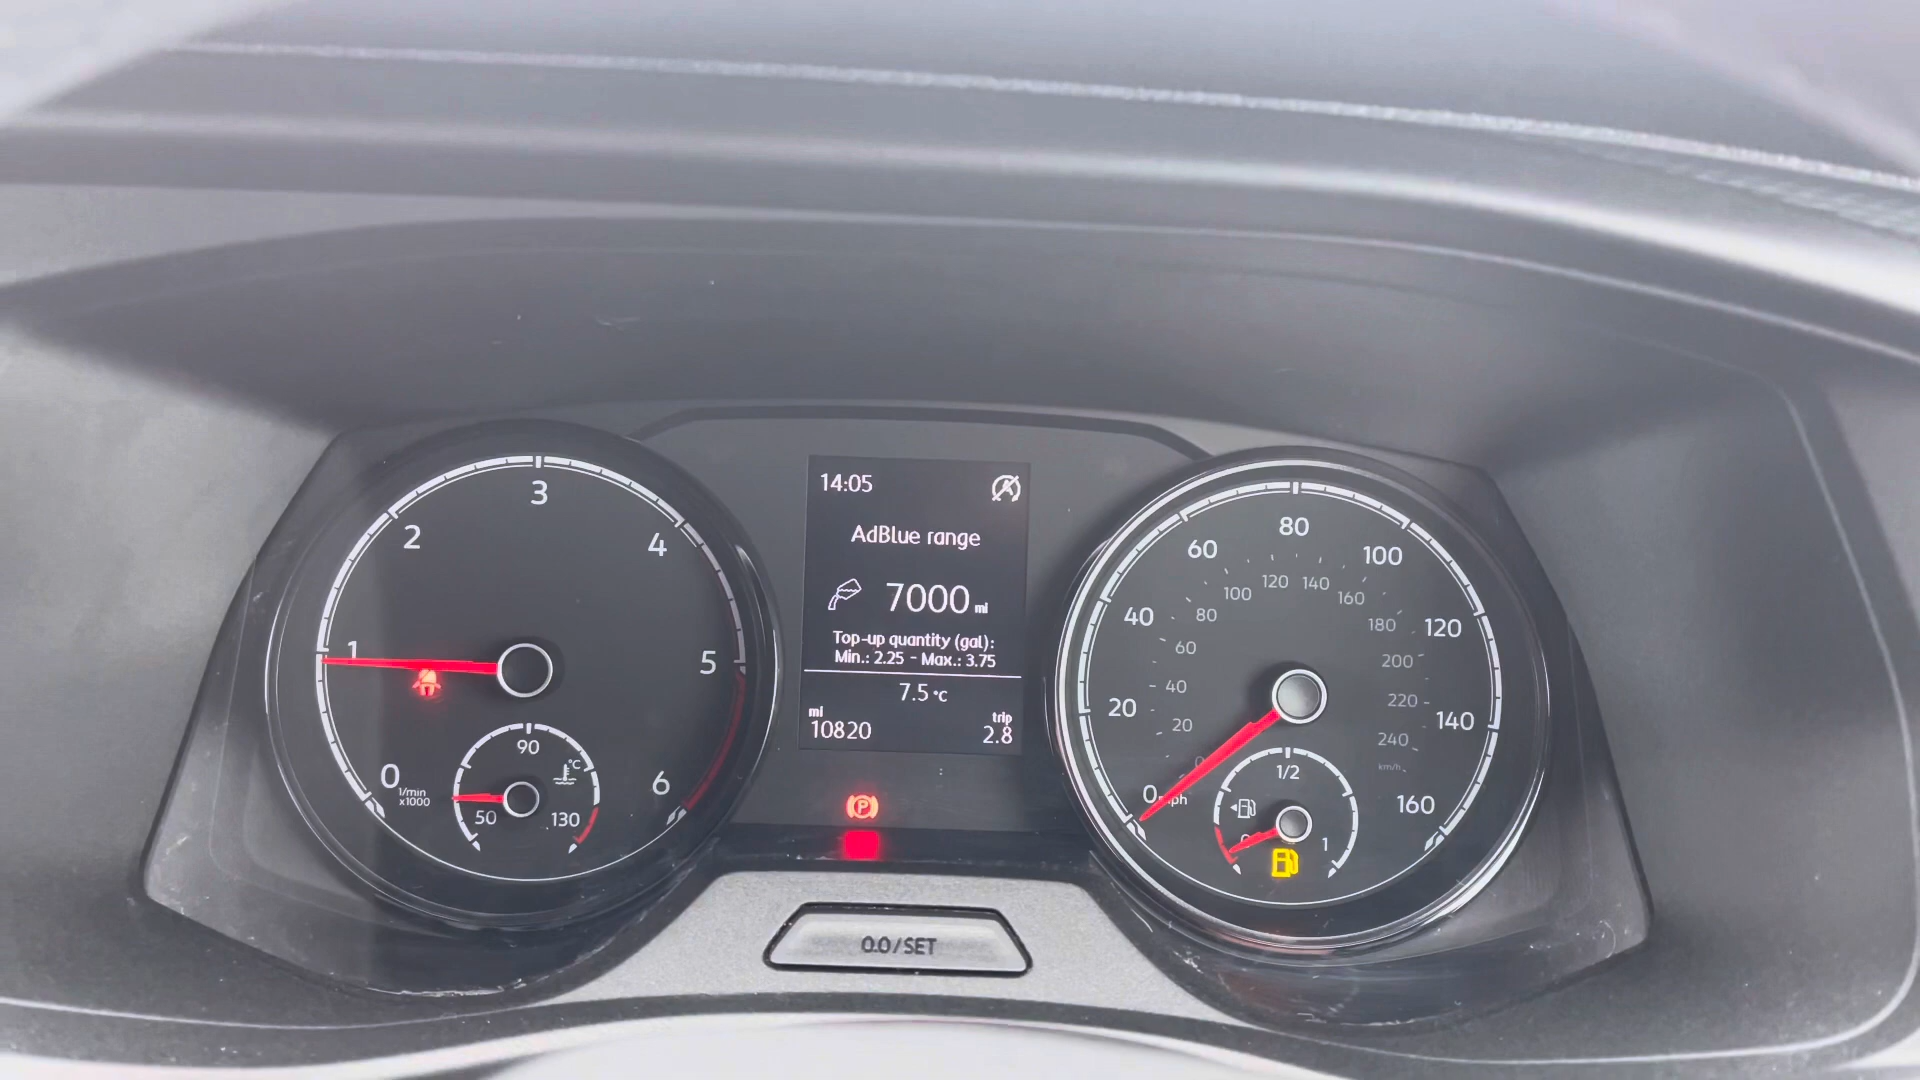 14:05
AdBlue range
7000 mi
Top-up quantity (gal):
Min.: 2.25 - Max.: 3.75
7.5 °C
mi
10820
trip
2.8
0
1
2
3
4
5
6
1/min
x1000
50
90
130
°C
P
0.0/SET
0
20
40
60
80
100
120
140
160
mph
0
20
40
60
80
100
120
140
160
180
200
220
240
km/h
0
1/2
1